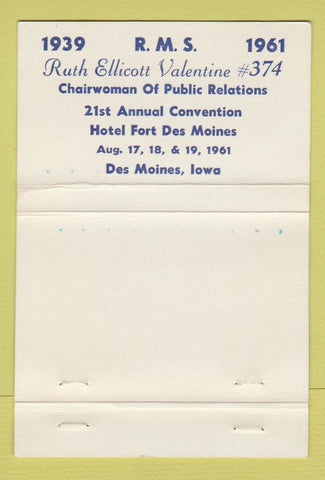 1939 R. M. S. 1961
Ruth Ellicott Valentine #374
Chairwoman Of Public Relations
21st Annual Convention
Hotel Fort Des Moines
Aug. 17, 18, & 19, 1961
Des Moines, Iowa